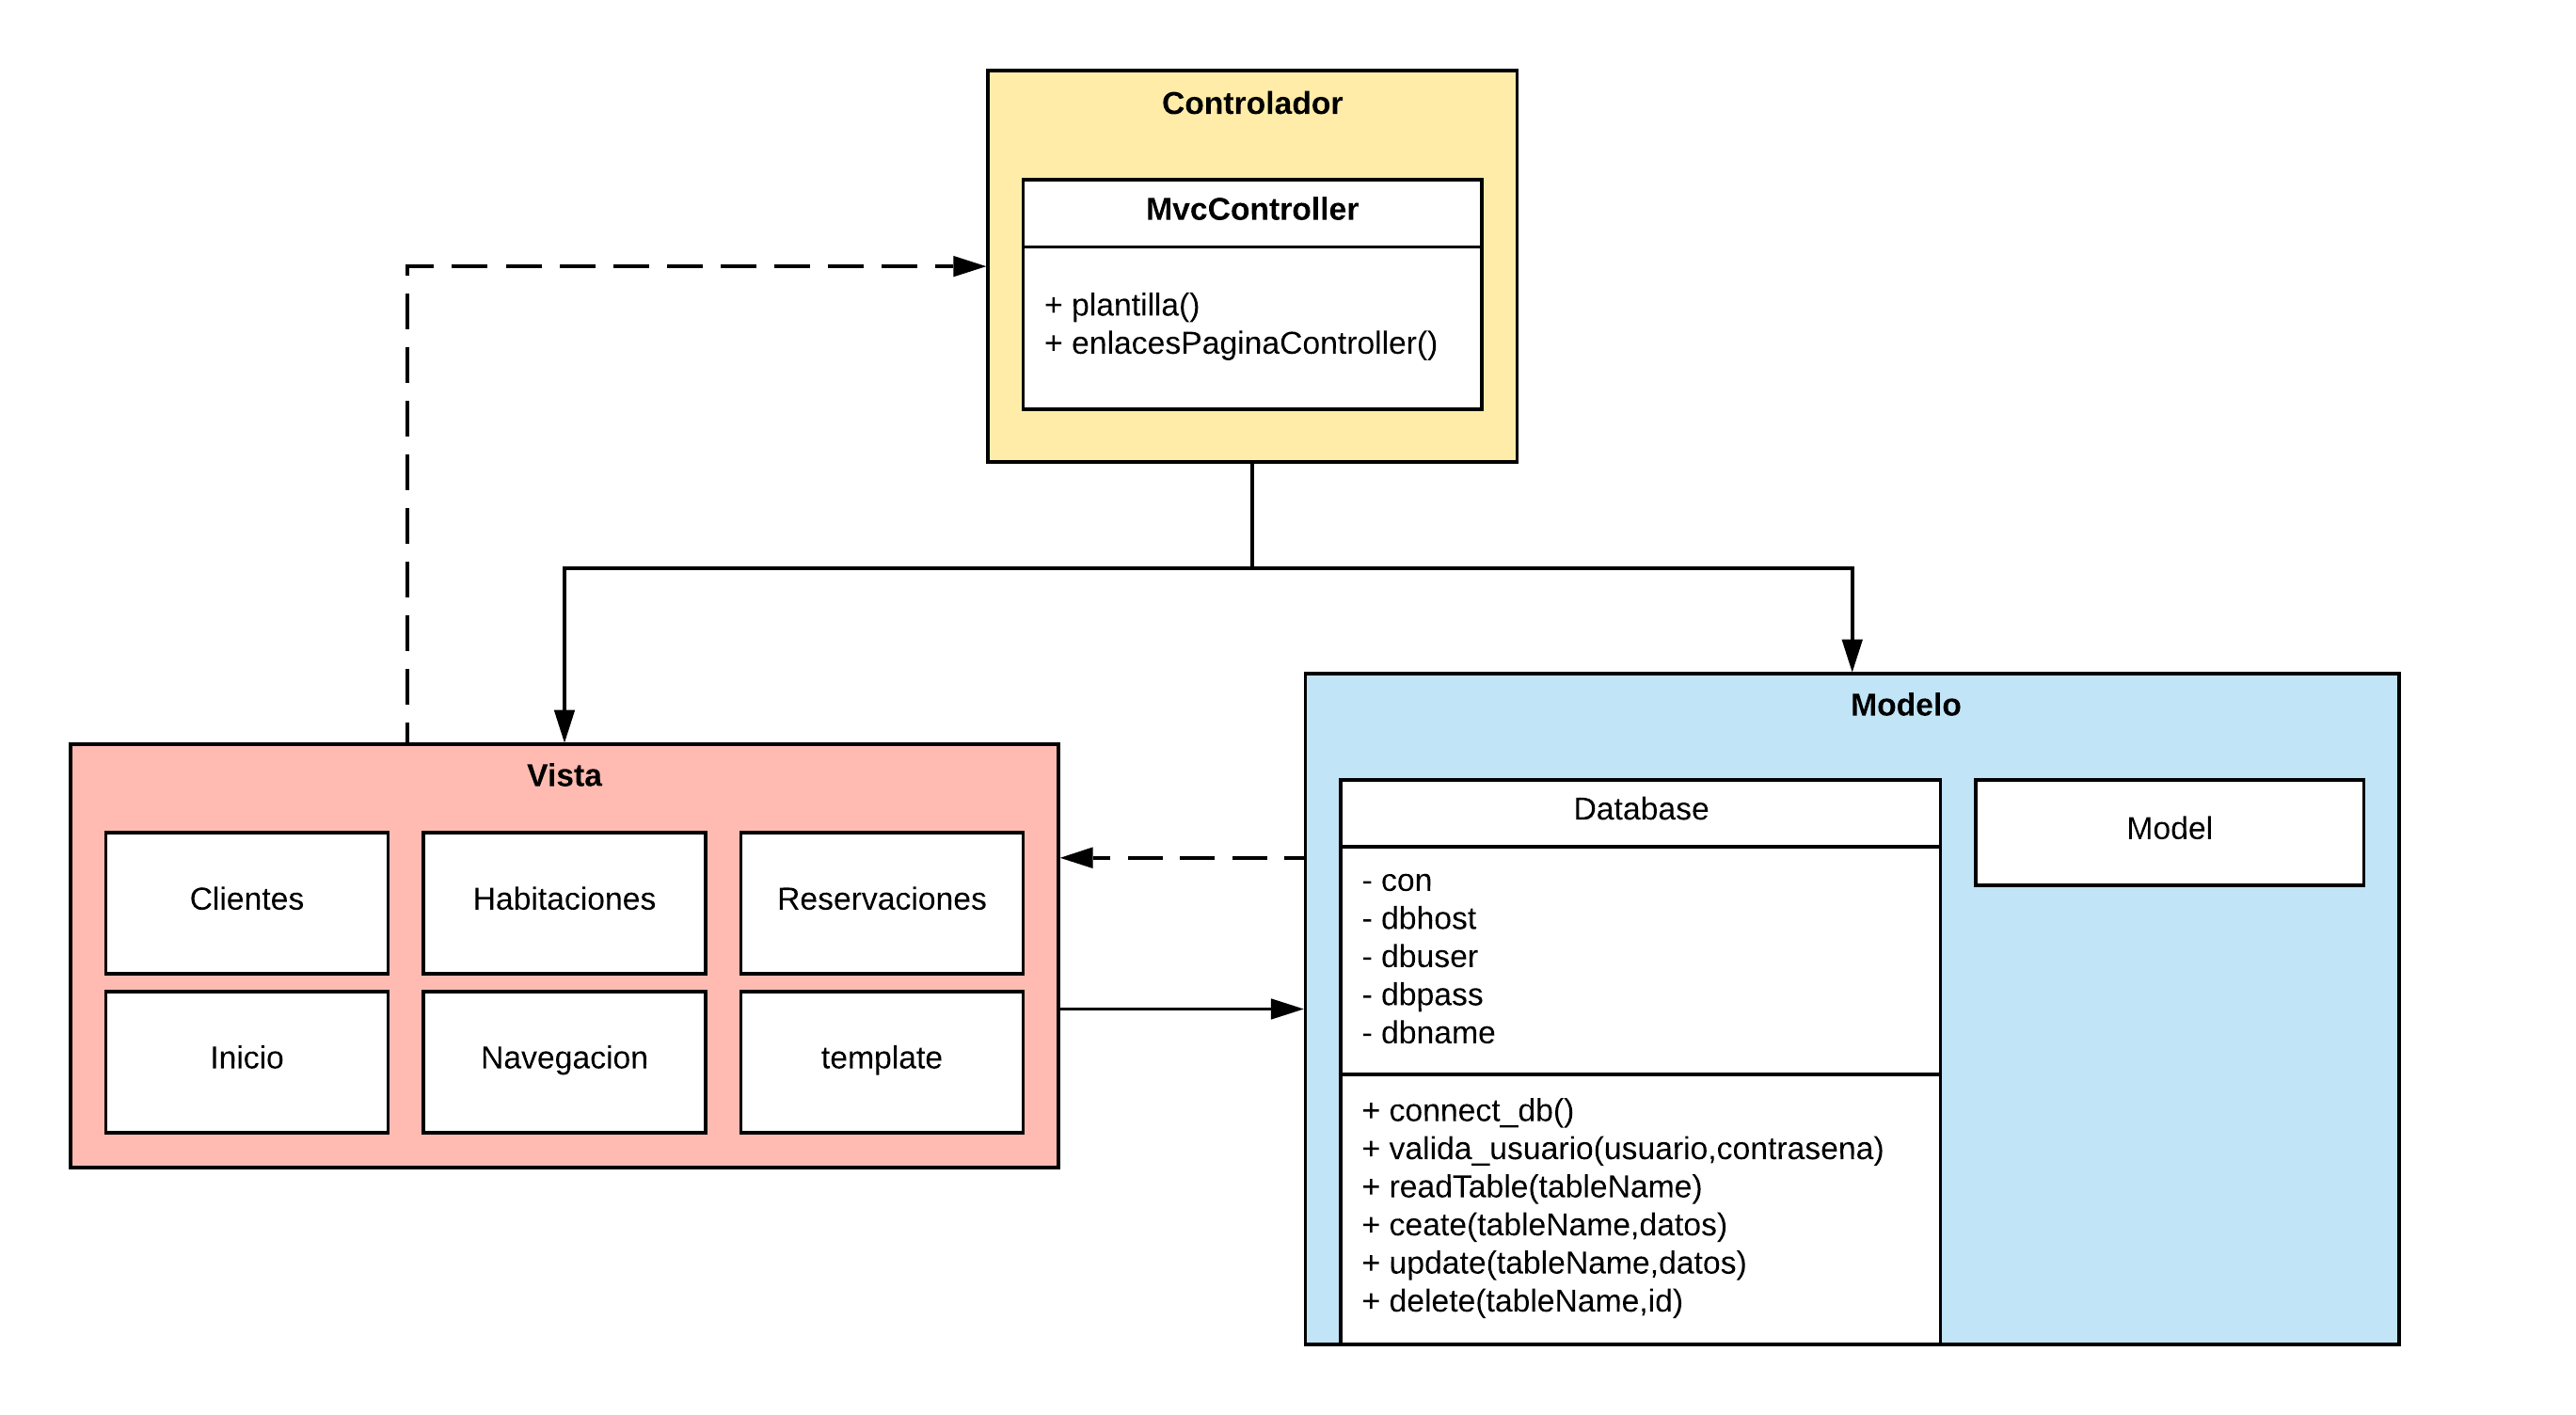 Controlador
MvcController
+ plantilla()
+ enlacesPaginaController()
Vista
Clientes
Habitaciones
Reservaciones
Inicio
Navegacion
template
Modelo
Database
- con
- dbhost
- dbuser
- dbpass
- dbname
+ connect_db()
+ valida_usuario(usuario,contrasena)
+ readTable(tableName)
+ ceate(tableName,datos)
+ update(tableName,datos)
+ delete(tableName,id)
Model